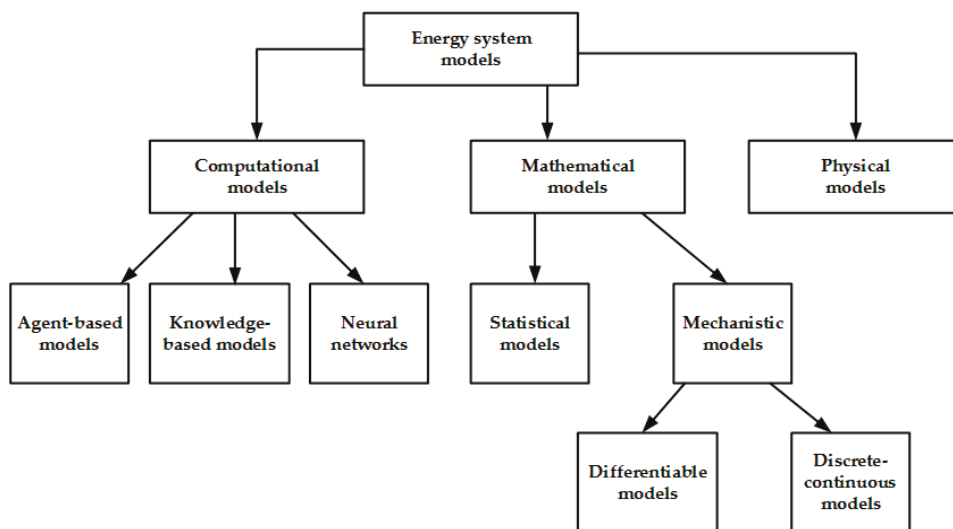 Energy system
models
Computational
models
Mathematical
models
Physical
models
Agent-based
models
Knowledge-
based models
Neural
networks
Statistical
models
Mechanistic
models
Differentiable
models
Discrete-
continuous
models